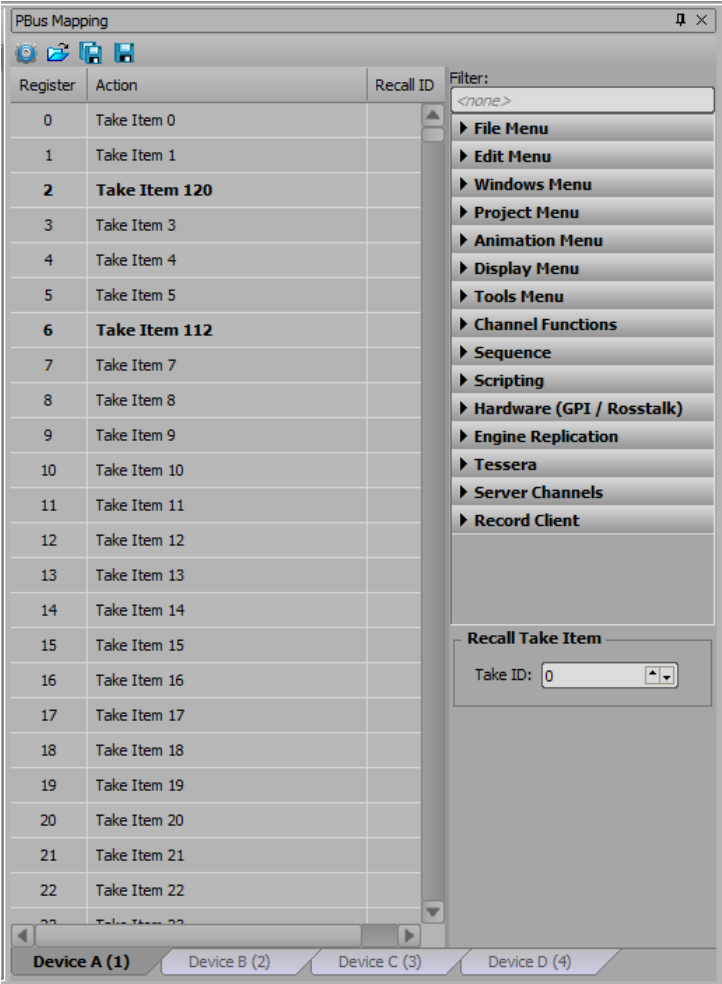 PBus Mapping
Register Action Recall ID
0 Take Item 0
1 Take Item 1
2 Take Item 120
3 Take Item 3
4 Take Item 4
5 Take Item 5
6 Take Item 112
7 Take Item 7
8 Take Item 8
9 Take Item 9
10 Take Item 10
11 Take Item 11
12 Take Item 12
13 Take Item 13
14 Take Item 14
15 Take Item 15
16 Take Item 16
17 Take Item 17
18 Take Item 18
19 Take Item 19
20 Take Item 20
21 Take Item 21
22 Take Item 22
23 Take Item 23
Filter:
<none>
File Menu
Edit Menu
Windows Menu
Project Menu
Animation Menu
Display Menu
Tools Menu
Channel Functions
Sequence
Scripting
Hardware (GPI / Rosstalk)
Engine Replication
Tessera
Server Channels
Record Client
Recall Take Item
Take ID: 0
Device A (1) Device B (2) Device C (3) Device D (4)